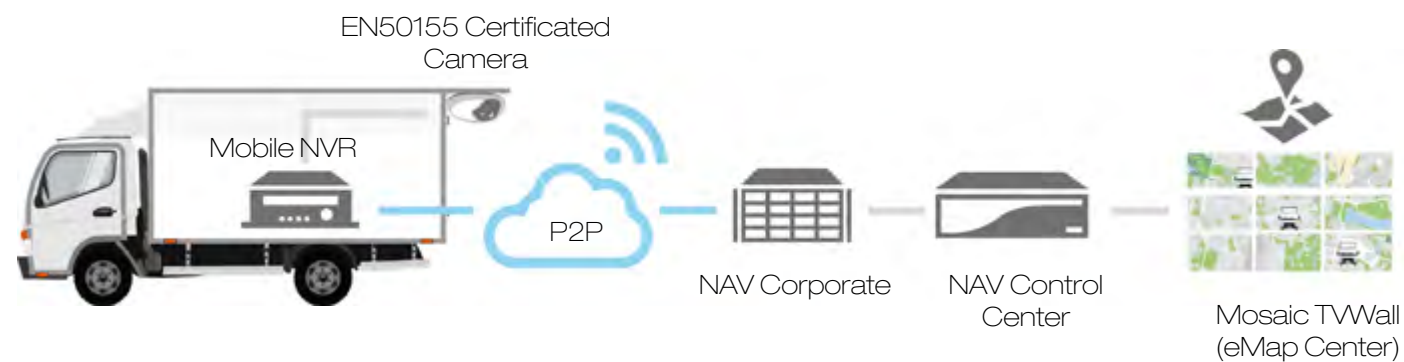 EN50155 Certificated
Camera
Mobile NVR
P2P
NAV Corporate
NAV Control
Center
Mosaic TVWall
(eMap Center)